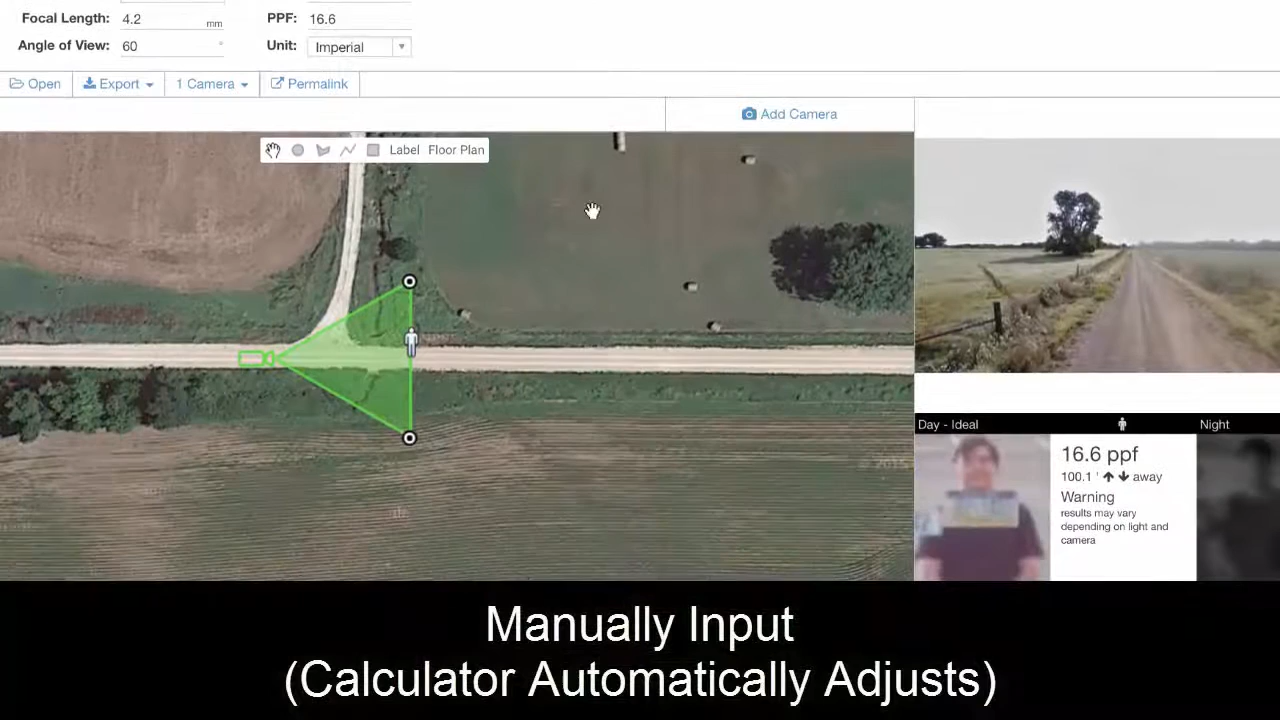 Focal Length: 4.2 mm PPF: 16.6
Angle of View: 60 ° Unit: Imperial
Open Export 1 Camera Permalink
Add Camera
Label Floor Plan
Day - Ideal Night
16.6 ppf
100.1 ' away
Warning
results may vary
depending on light and
camera
Manually Input
(Calculator Automatically Adjusts)